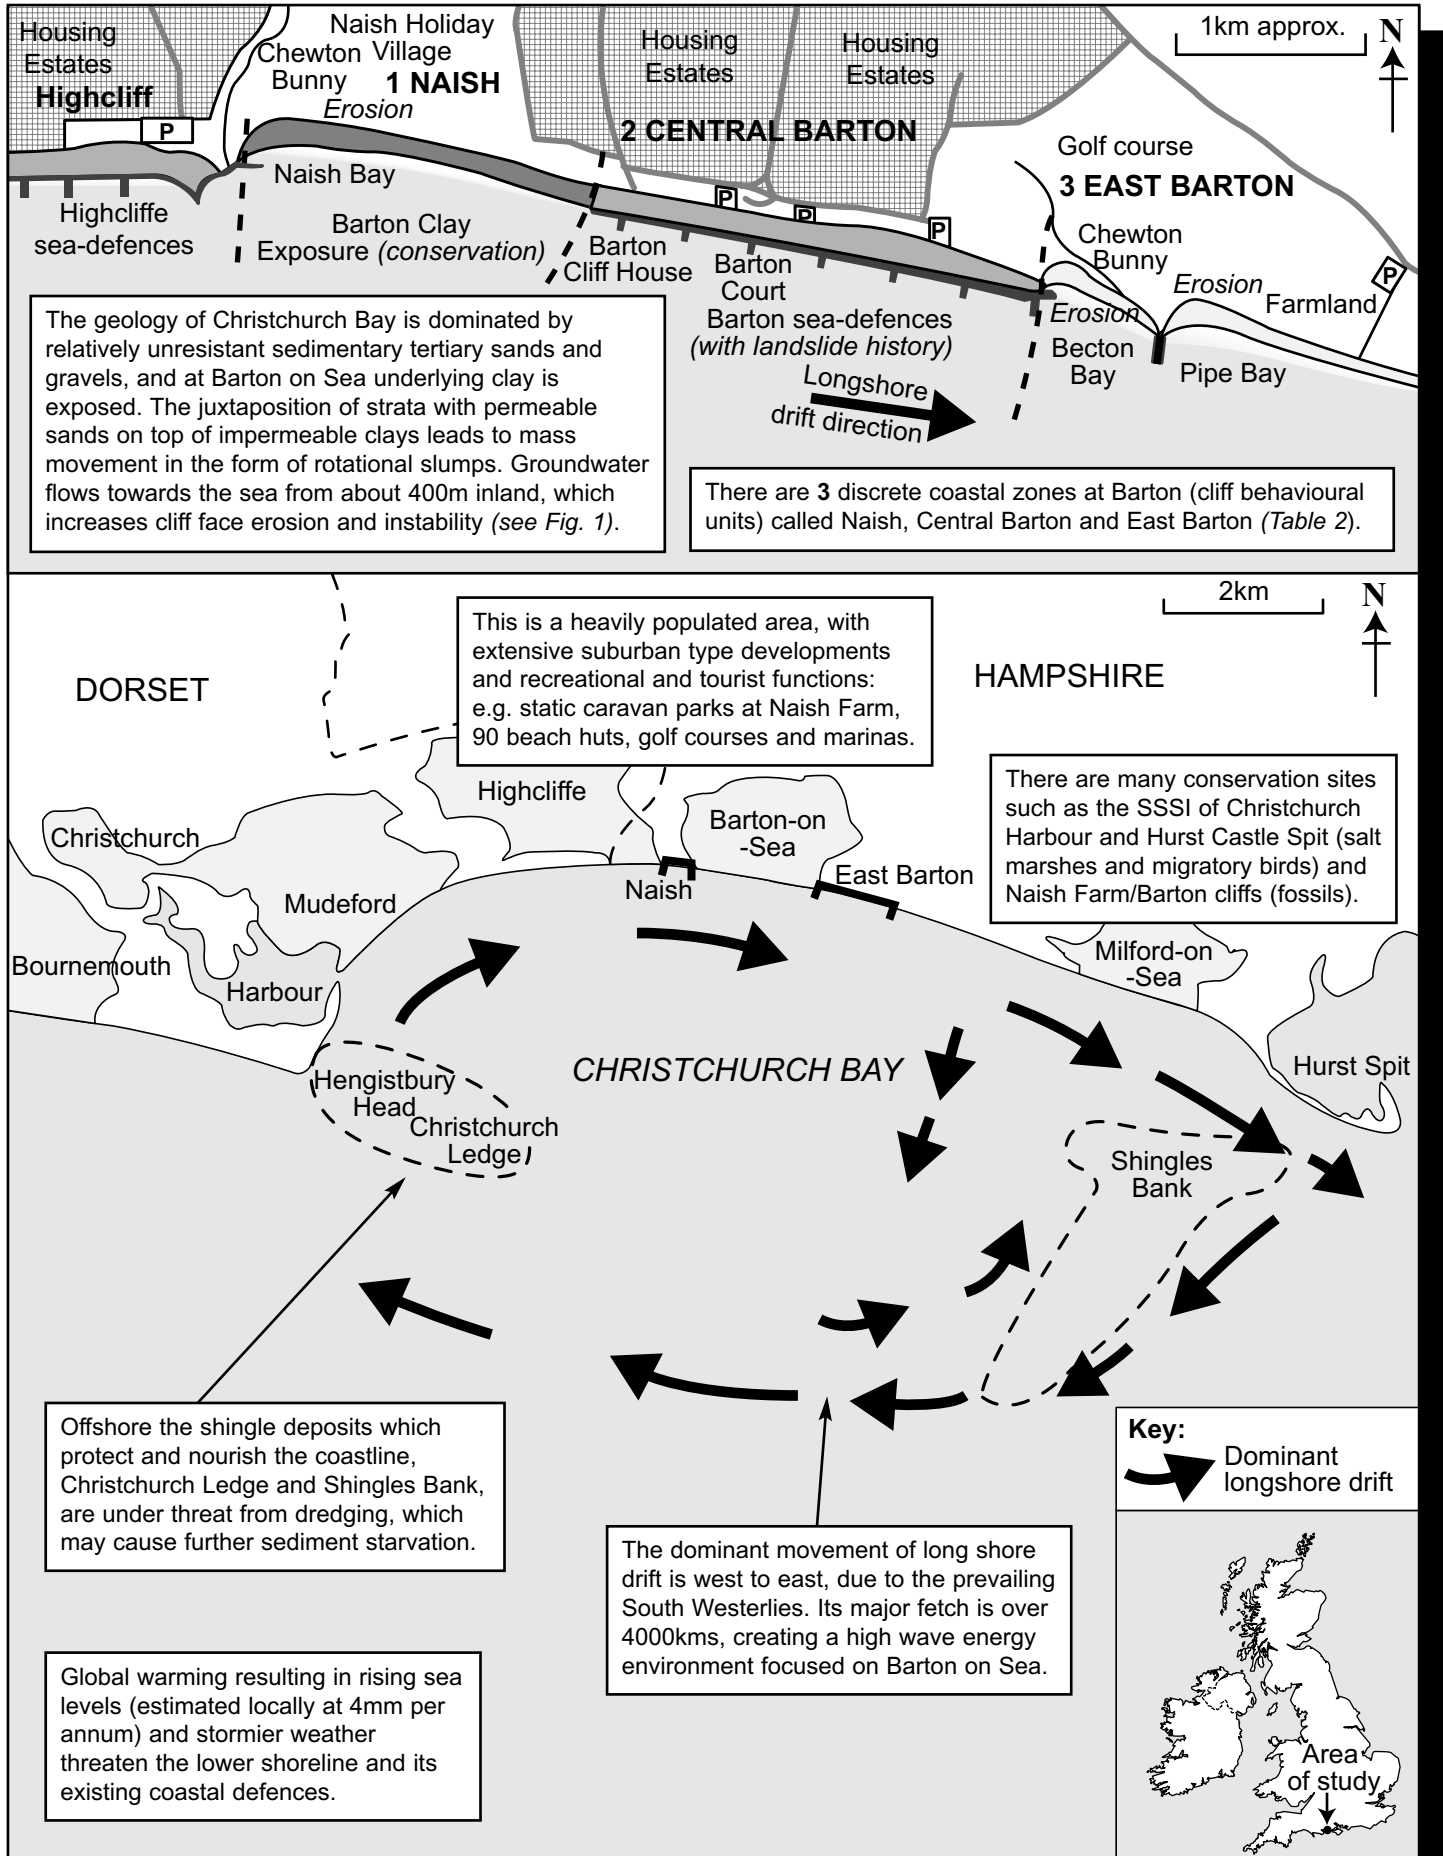 Housing
Estates
Highcliff
P
Naish Holiday
Village
Chewton
Bunny
1 NAISH
Erosion
Housing
Estates
Housing
Estates
2 CENTRAL BARTON
1km approx.
N
Golf course
3 EAST BARTON
Chewton
Bunny
Erosion
Farmland
P
P
P
P
Highcliffe
sea-defences
Naish Bay
Barton Clay
Exposure (conservation)
Barton
Cliff House
Barton
Court
Barton sea-defences
(with landslide history)
Erosion
Becton
Bay
Pipe Bay
Longshore
drift direction
The geology of Christchurch Bay is dominated by
relatively unresistant sedimentary tertiary sands and
gravels, and at Barton on Sea underlying clay is
exposed. The juxtaposition of strata with permeable
sands on top of impermeable clays leads to mass
movement in the form of rotational slumps. Groundwater
flows towards the sea from about 400m inland, which
increases cliff face erosion and instability (see Fig. 1).
There are 3 discrete coastal zones at Barton (cliff behavioural
units) called Naish, Central Barton and East Barton (Table 2).
2km
N
DORSET
HAMPSHIRE
This is a heavily populated area, with
extensive suburban type developments
and recreational and tourist functions:
e.g. static caravan parks at Naish Farm,
90 beach huts, golf courses and marinas.
There are many conservation sites
such as the SSSI of Christchurch
Harbour and Hurst Castle Spit (salt
marshes and migratory birds) and
Naish Farm/Barton cliffs (fossils).
Highcliffe
Christchurch
Barton-on
-Sea
Mudeford
Naish
East Barton
Bournemouth
Harbour
Milford-on
-Sea
Hurst Spit
CHRISTCHURCH BAY
Hengistbury
Head
Christchurch
Ledge
Shingles
Bank
Offshore the shingle deposits which
protect and nourish the coastline,
Christchurch Ledge and Shingles Bank,
are under threat from dredging, which
may cause further sediment starvation.
The dominant movement of long shore
drift is west to east, due to the prevailing
South Westerlies. Its major fetch is over
4000kms, creating a high wave energy
environment focused on Barton on Sea.
Global warming resulting in rising sea
levels (estimated locally at 4mm per
annum) and stormier weather
threaten the lower shoreline and its
existing coastal defences.
Key:
Dominant
longshore drift
Area
of study